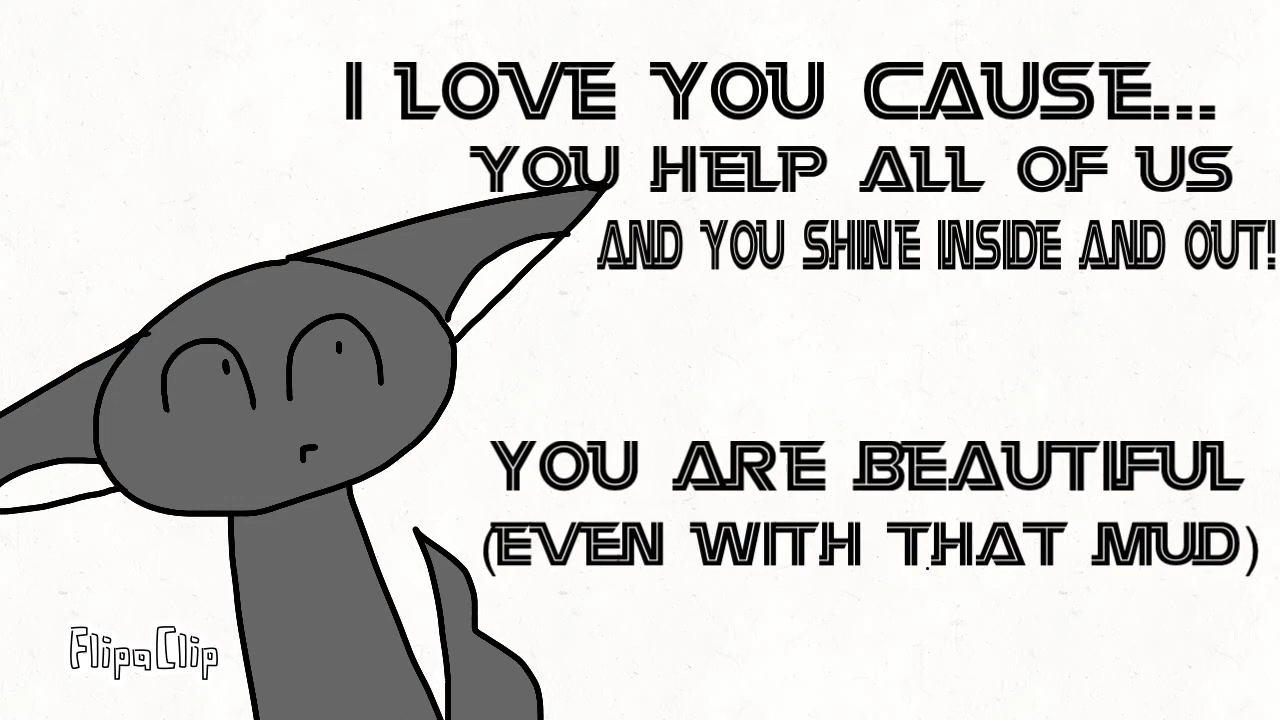 I LOVE YOU CAUSE...
YOU HELP ALL OF US
AND YOU SHINE INSIDE AND OUT!
YOU ARE BEAUTIFUL
(EVEN WITH THAT MUD)
FlipaClip